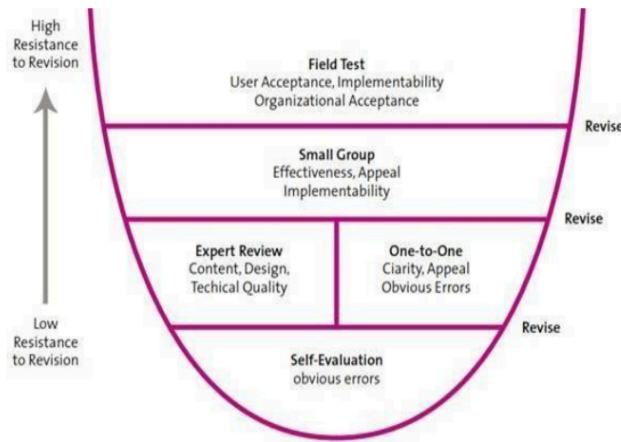 High
Resistance
to Revision
Field Test
User Acceptance, Implementability
Organizational Acceptance
Revise
Small Group
Effectiveness, Appeal
Implementability
Revise
Expert Review
Content, Design,
Techical Quality
One-to-One
Clarity, Appeal
Obvious Errors
Low
Resistance
to Revision
Revise
Self-Evaluation
obvious errors